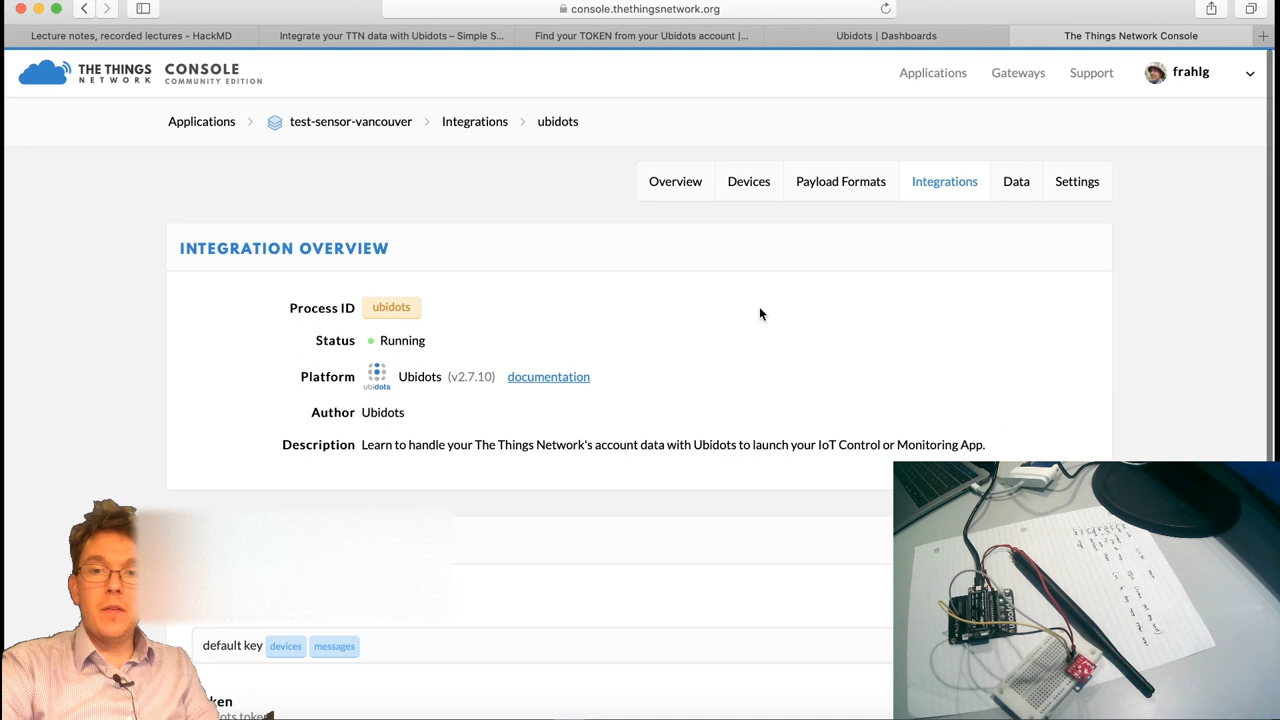 console.thethingsnetwork.org
Lecture notes, recorded lectures - HackMD
Integrate your TTN data with Ubidots – Simple S...
Find your TOKEN from your Ubidots account |...
Ubidots | Dashboards
The Things Network Console
THE THINGS NETWORK
CONSOLE
COMMUNITY EDITION
Applications
Gateways
Support
frahlg
Applications
test-sensor-vancouver
Integrations
ubidots
Overview
Devices
Payload Formats
Integrations
Data
Settings
INTEGRATION OVERVIEW
Process ID ubidots
Status Running
Platform ubidots Ubidots (v2.7.10) documentation
Author Ubidots
Description Learn to handle your The Things Network's account data with Ubidots to launch your IoT Control or Monitoring App.
default key devices messages